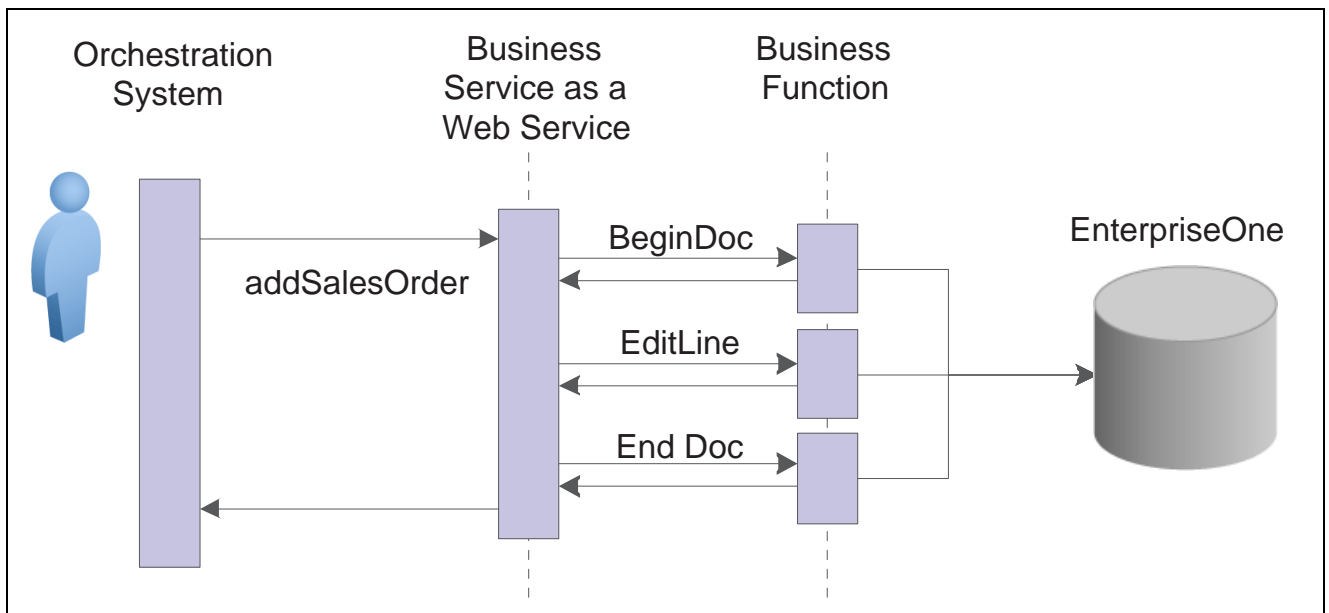 Orchestration
System
Business
Service as a
Web Service
Business
Function
EnterpriseOne
BeginDoc
addSalesOrder
EditLine
End Doc